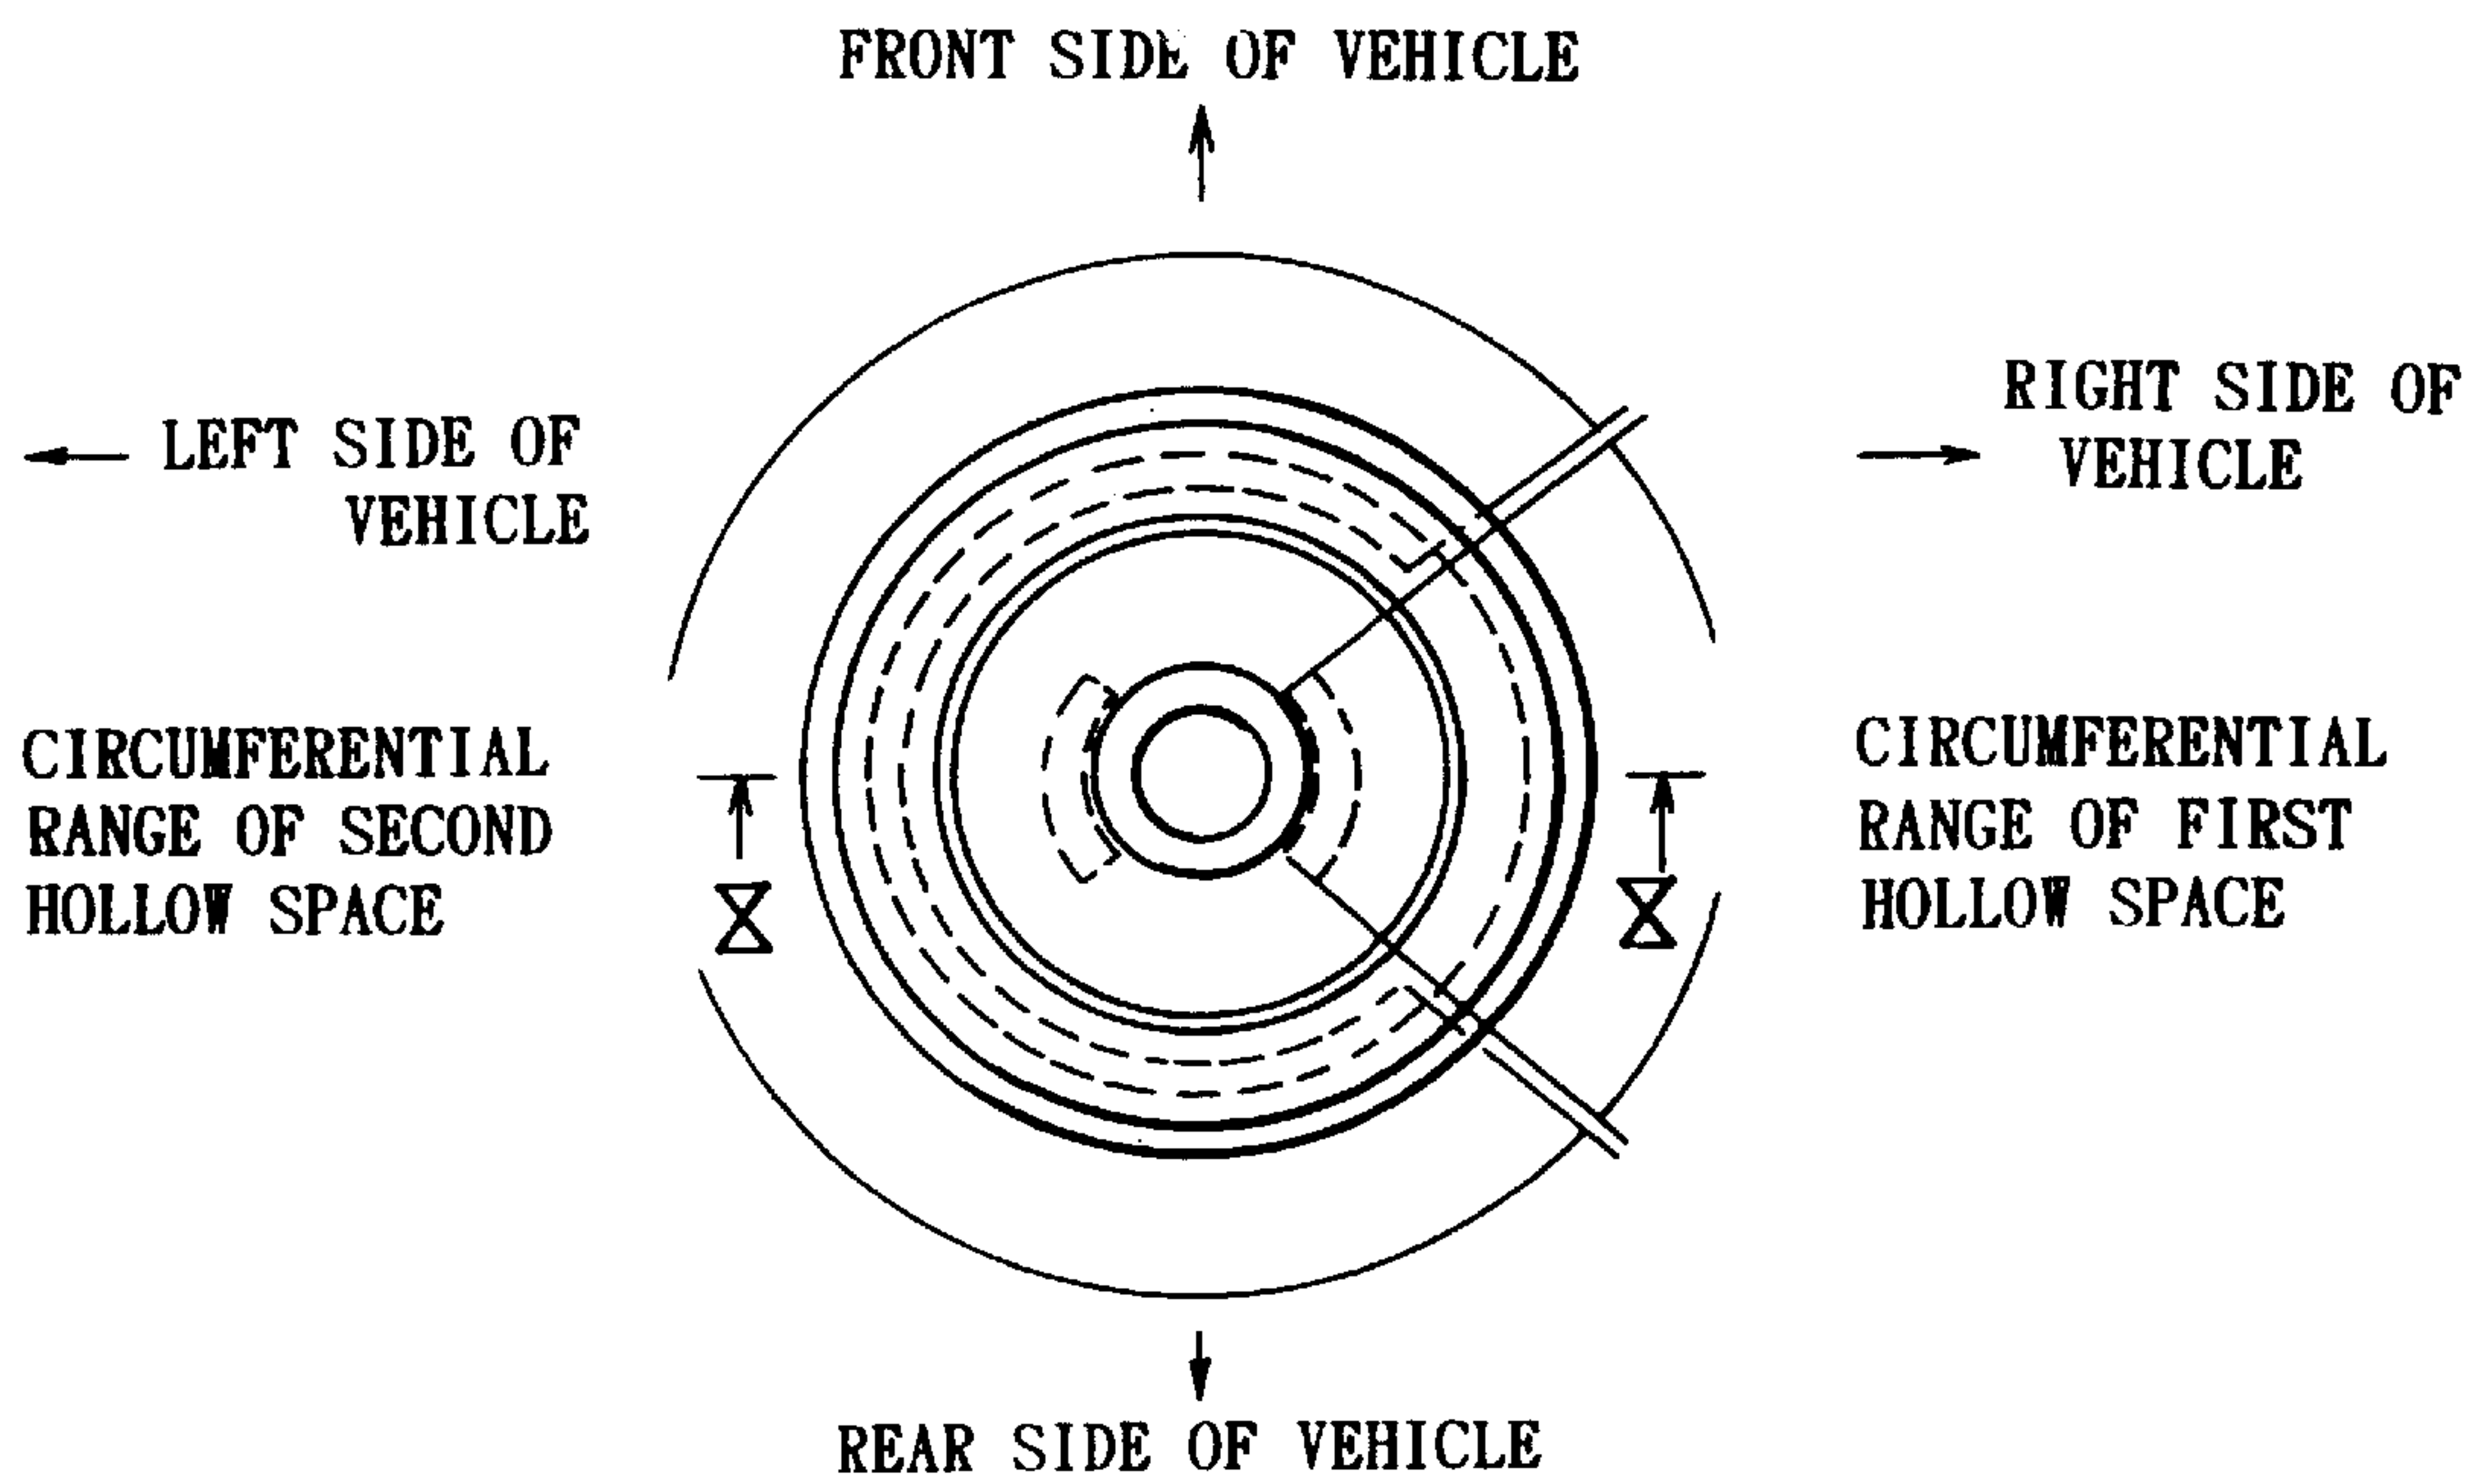 FRONT SIDE OF VEHICLE
LEFT SIDE OF
VEHICLE
RIGHT SIDE OF
VEHICLE
CIRCUMFERENTIAL
RANGE OF SECOND
HOLLOW SPACE
X
X
CIRCUMFERENTIAL
RANGE OF FIRST
HOLLOW SPACE
REAR SIDE OF VEHICLE